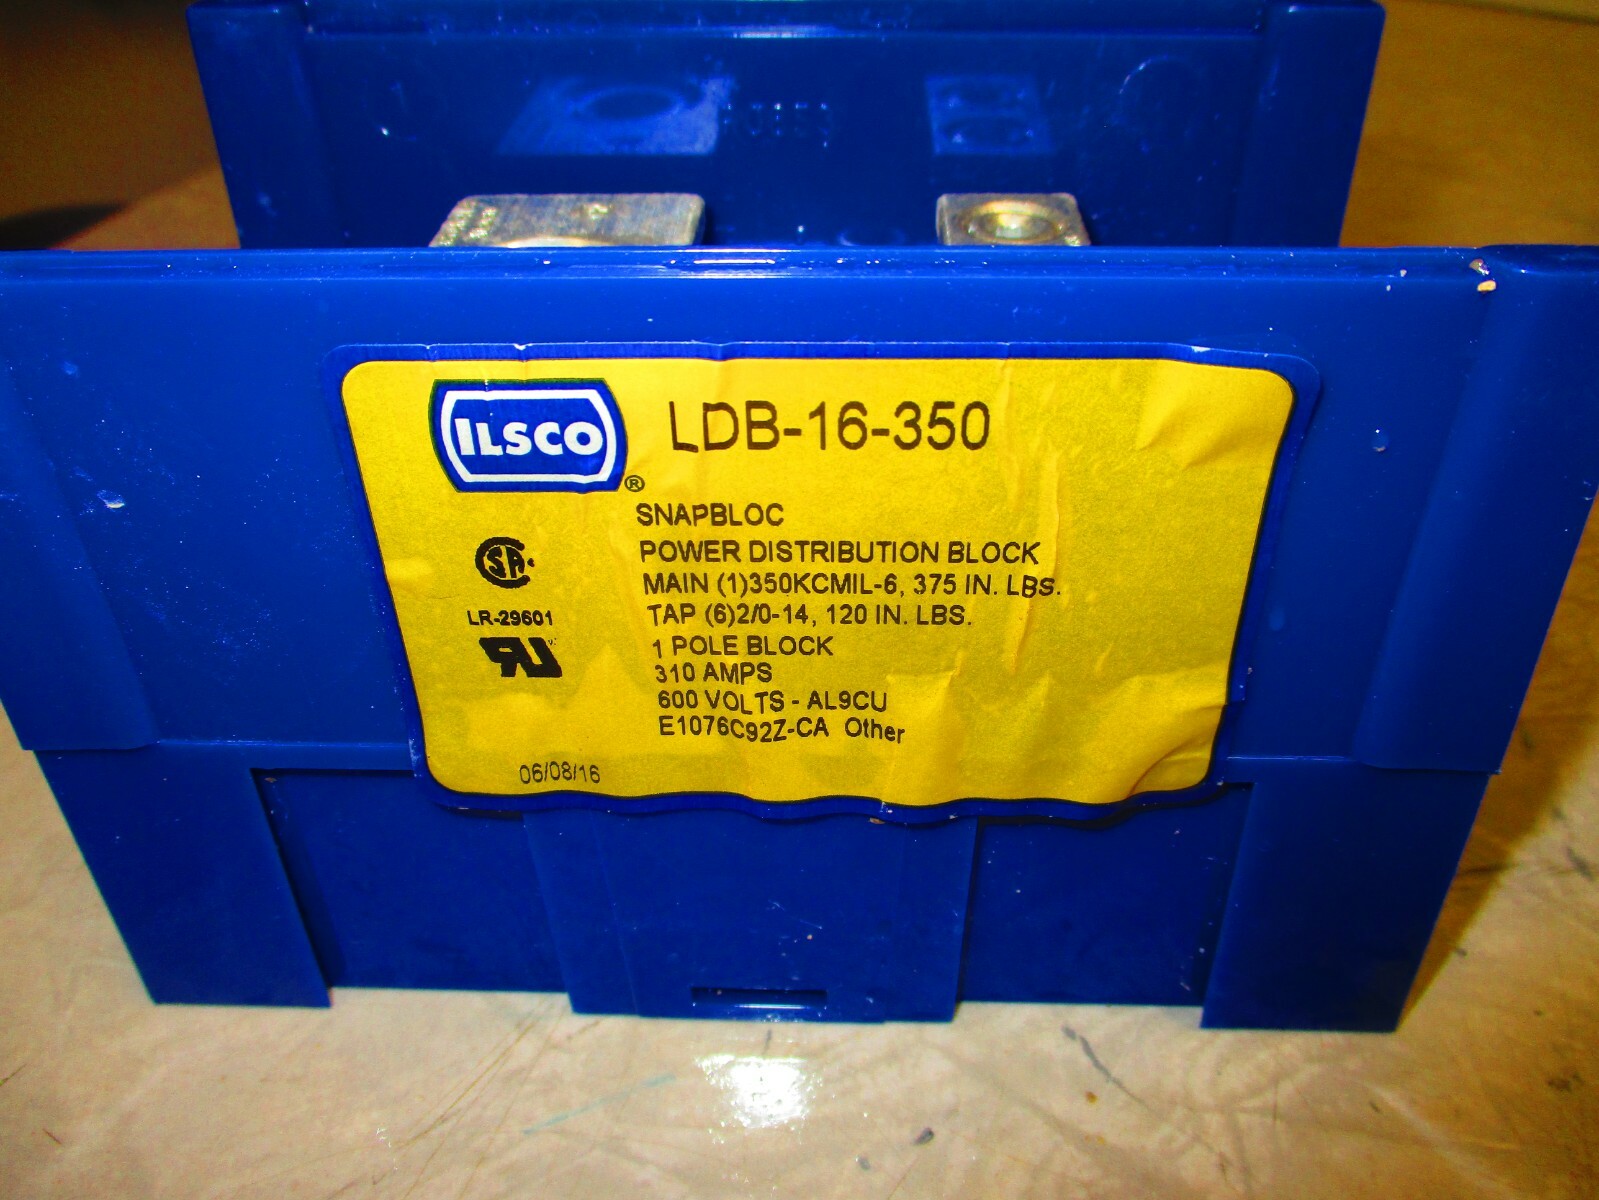 ILSCO ®
LDB-16-350
SNAPBLOC
POWER DISTRIBUTION BLOCK
MAIN (1)350KCMIL-6, 375 IN. LBS.
TAP (6)2/0-14, 120 IN. LBS.
1 POLE BLOCK
310 AMPS
600 VOLTS - AL9CU
E1076C92Z-CA Other
SA
LR-29601
RU
06/08/16